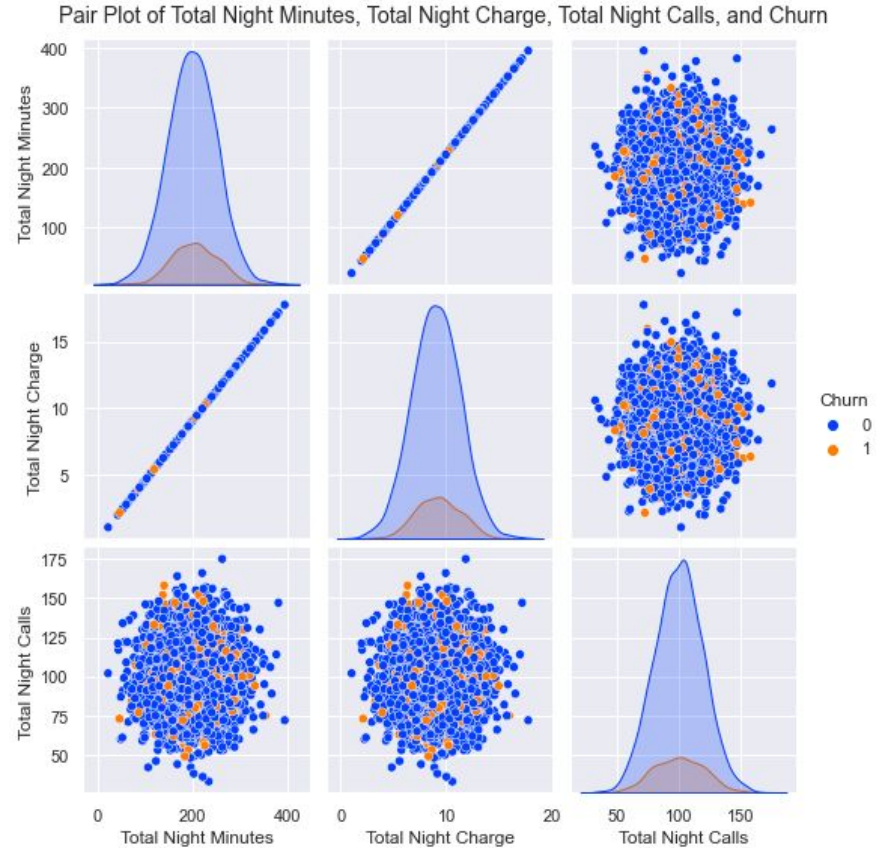 Pair Plot of Total Night Minutes, Total Night Charge, Total Night Calls, and Churn
400
300
200
100
Total Night Minutes
15
10
5
Total Night Charge
Churn
0
1
175
150
125
100
75
50
Total Night Calls
0 200 400
Total Night Minutes
0 10 20
Total Night Charge
50 100 150
Total Night Calls